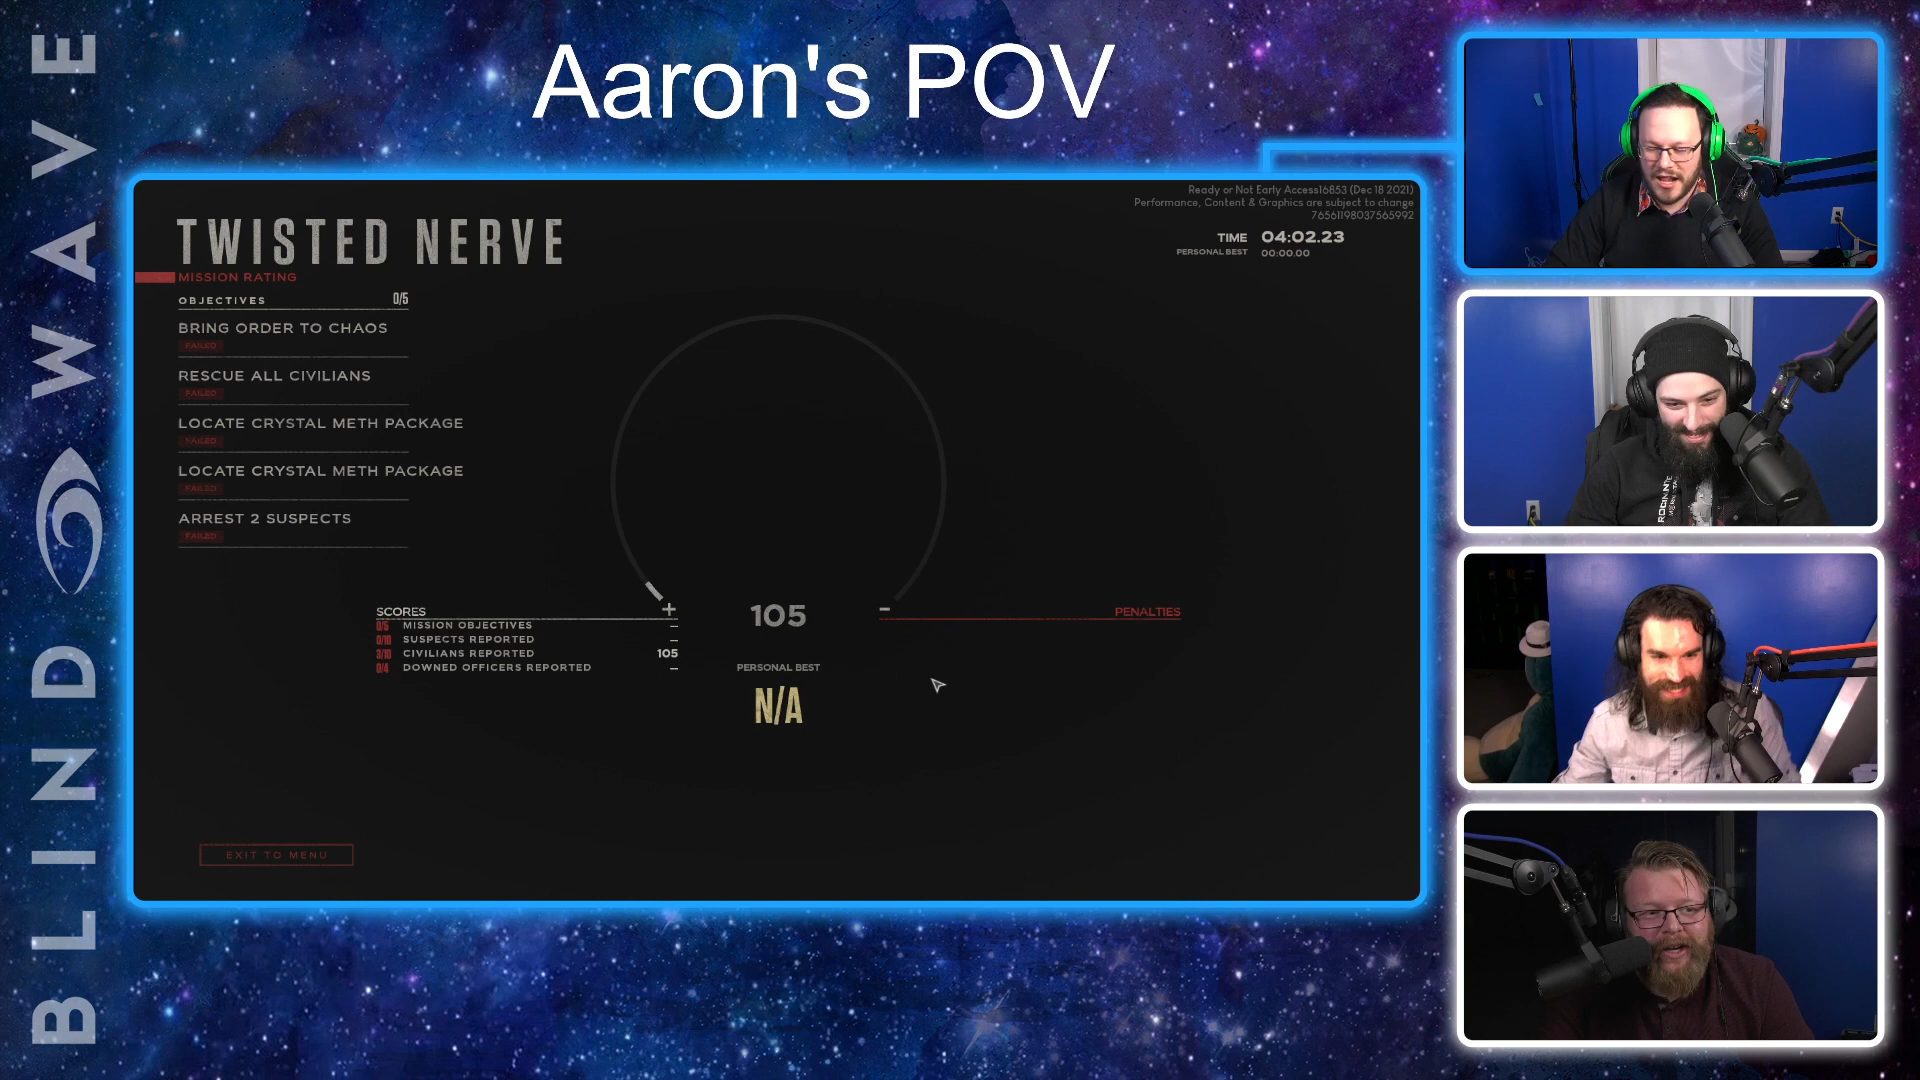 BLIND WAVE
Aaron's POV
Ready or Not Early Access16853 (Dec 18 2021)
Performance, Content & Graphics are subject to change
76561198037565992
TIME 04:02.23
PERSONAL BEST 00:00.00
TWISTED NERVE
MISSION RATING
OBJECTIVES 0/5
BRING ORDER TO CHAOS
FAILED
RESCUE ALL CIVILIANS
FAILED
LOCATE CRYSTAL METH PACKAGE
FAILED
LOCATE CRYSTAL METH PACKAGE
FAILED
ARREST 2 SUSPECTS
FAILED
SCORES +
0/5 MISSION OBJECTIVES –
0/10 SUSPECTS REPORTED –
3/10 CIVILIANS REPORTED 105
0/4 DOWNED OFFICERS REPORTED –
105
PERSONAL BEST
N/A
– PENALTIES
EXIT TO MENU